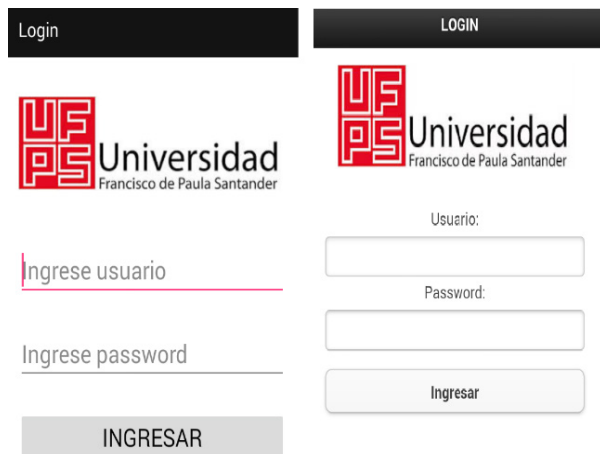 Login
UF
PS
Universidad
Francisco de Paula Santander
Ingrese usuario
Ingrese password
INGRESAR
LOGIN
UF
PS
Universidad
Francisco de Paula Santander
Usuario:
Password:
Ingresar